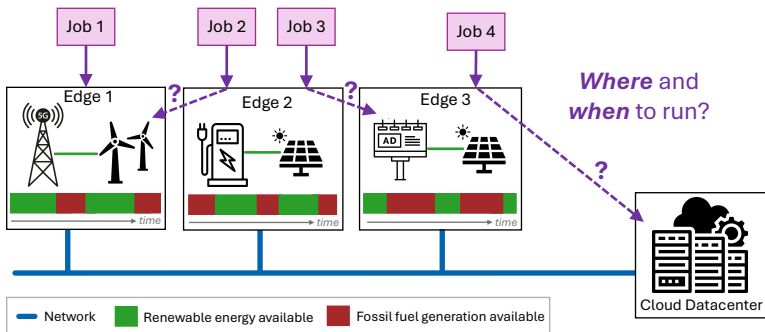 Job 1
Job 2
Job 3
Job 4
Where and
when to run?
?
?
?
Edge 1
Edge 2
Edge 3
5G
AD
time
time
time
Cloud Datacenter
Network
Renewable energy available
Fossil fuel generation available